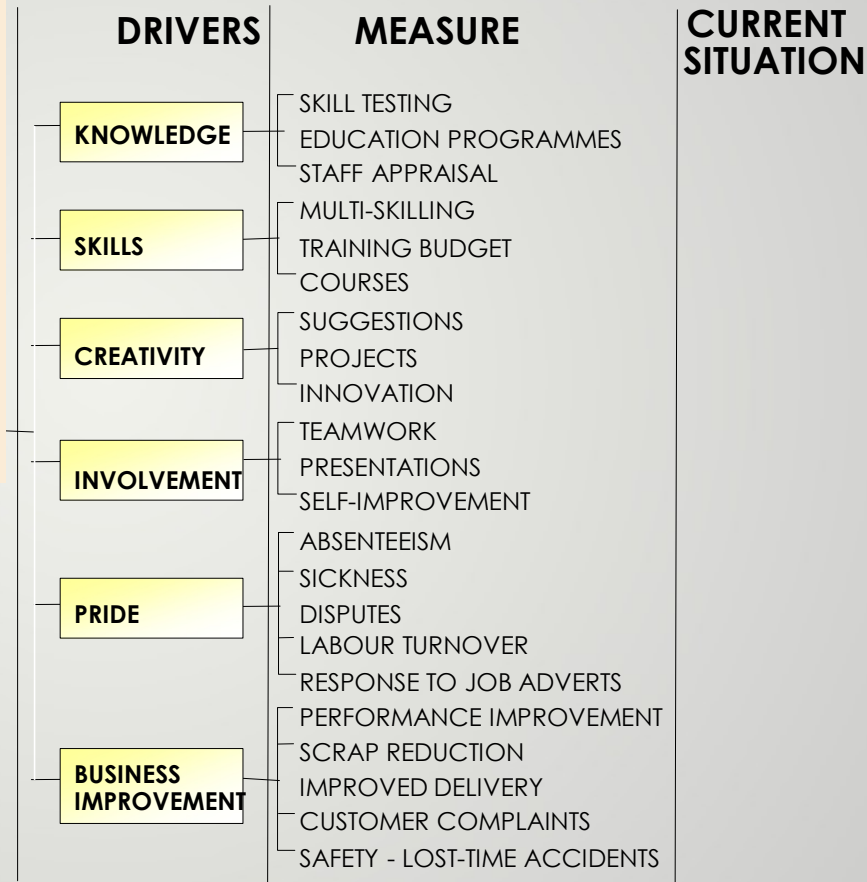 DRIVERS
MEASURE
CURRENT
SITUATION
KNOWLEDGE
SKILL TESTING
EDUCATION PROGRAMMES
STAFF APPRAISAL
SKILLS
MULTI-SKILLING
TRAINING BUDGET
COURSES
CREATIVITY
SUGGESTIONS
PROJECTS
INNOVATION
INVOLVEMENT
TEAMWORK
PRESENTATIONS
SELF-IMPROVEMENT
PRIDE
ABSENTEEISM
SICKNESS
DISPUTES
LABOUR TURNOVER
RESPONSE TO JOB ADVERTS
BUSINESS
IMPROVEMENT
PERFORMANCE IMPROVEMENT
SCRAP REDUCTION
IMPROVED DELIVERY
CUSTOMER COMPLAINTS
SAFETY - LOST-TIME ACCIDENTS